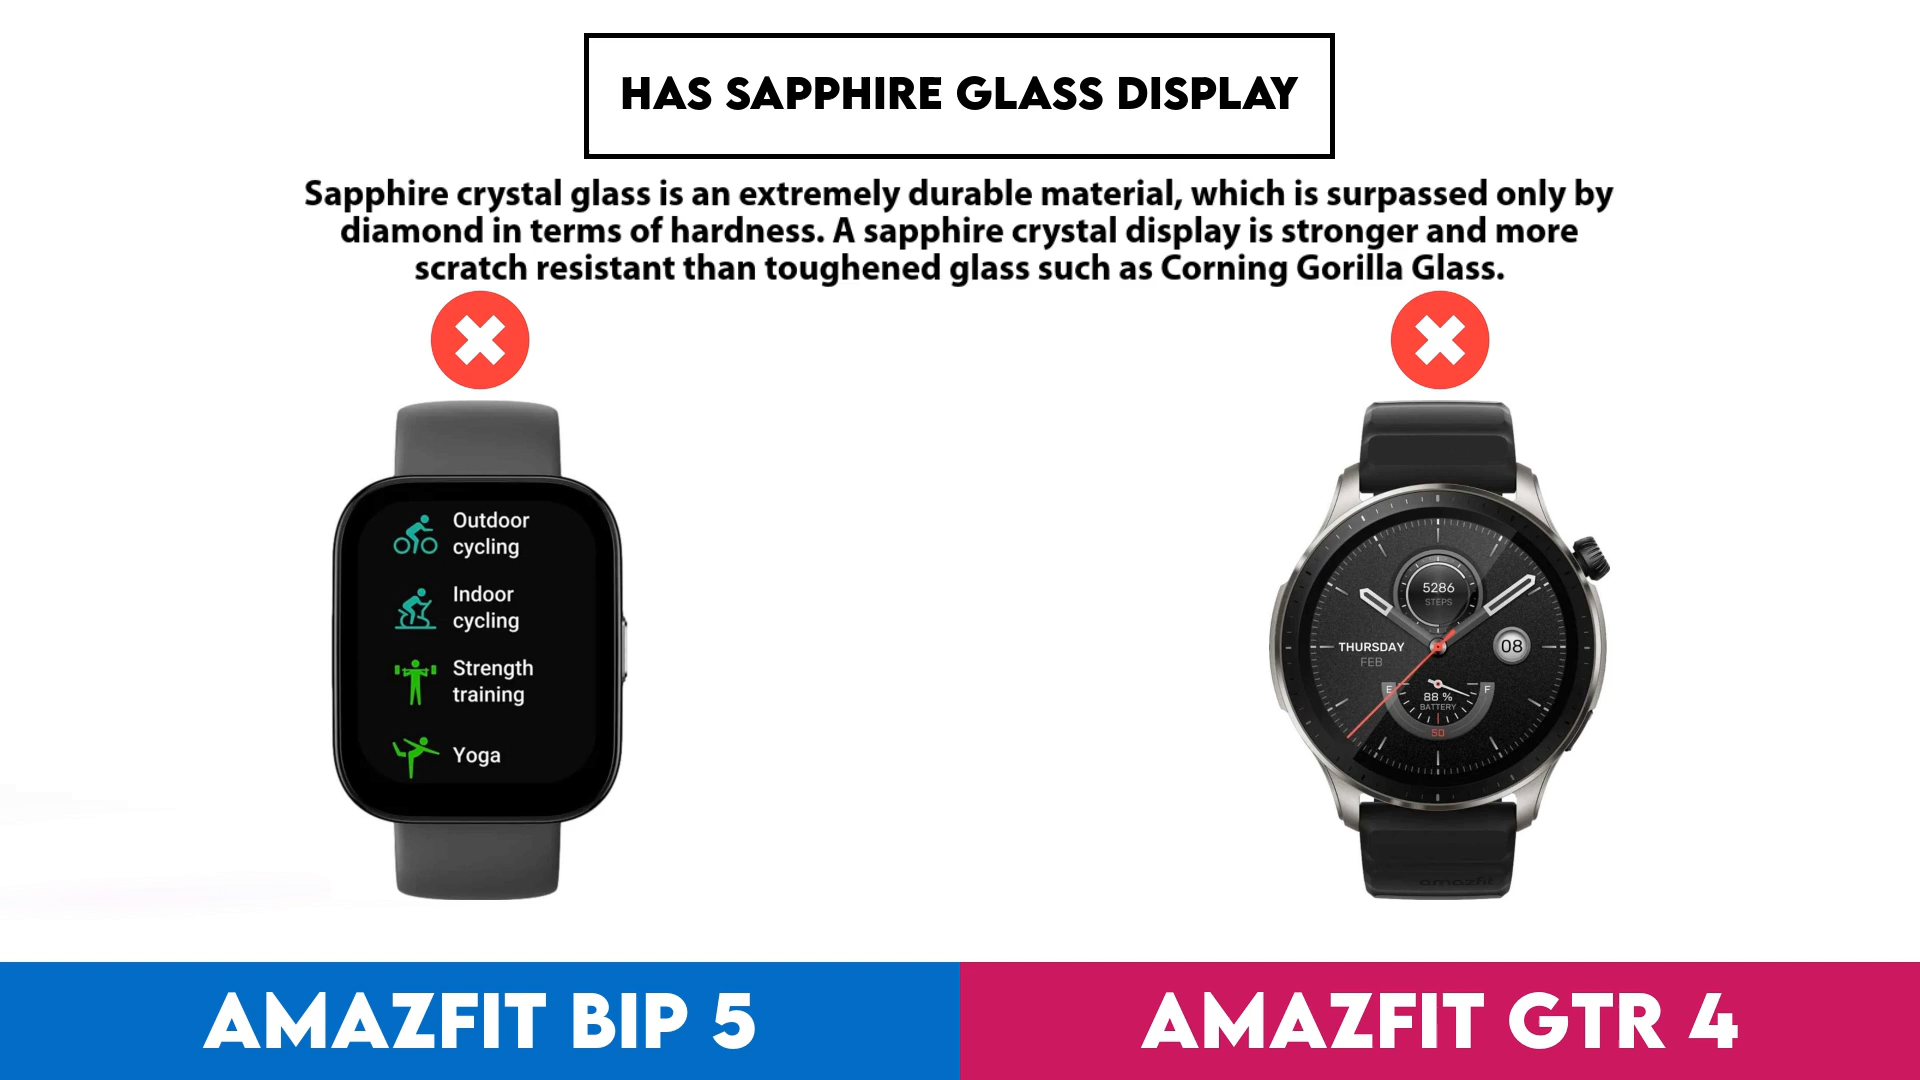 HAS SAPPHIRE GLASS DISPLAY
Sapphire crystal glass is an extremely durable material, which is surpassed only by
diamond in terms of hardness. A sapphire crystal display is stronger and more
scratch resistant than toughened glass such as Corning Gorilla Glass.
Outdoor
cycling
Indoor
cycling
Strength
training
Yoga
5286
STEPS
THURSDAY
FEB
08
E
F
88 %
BATTERY
50
amazfit
AMAZFIT BIP 5
AMAZFIT GTR 4